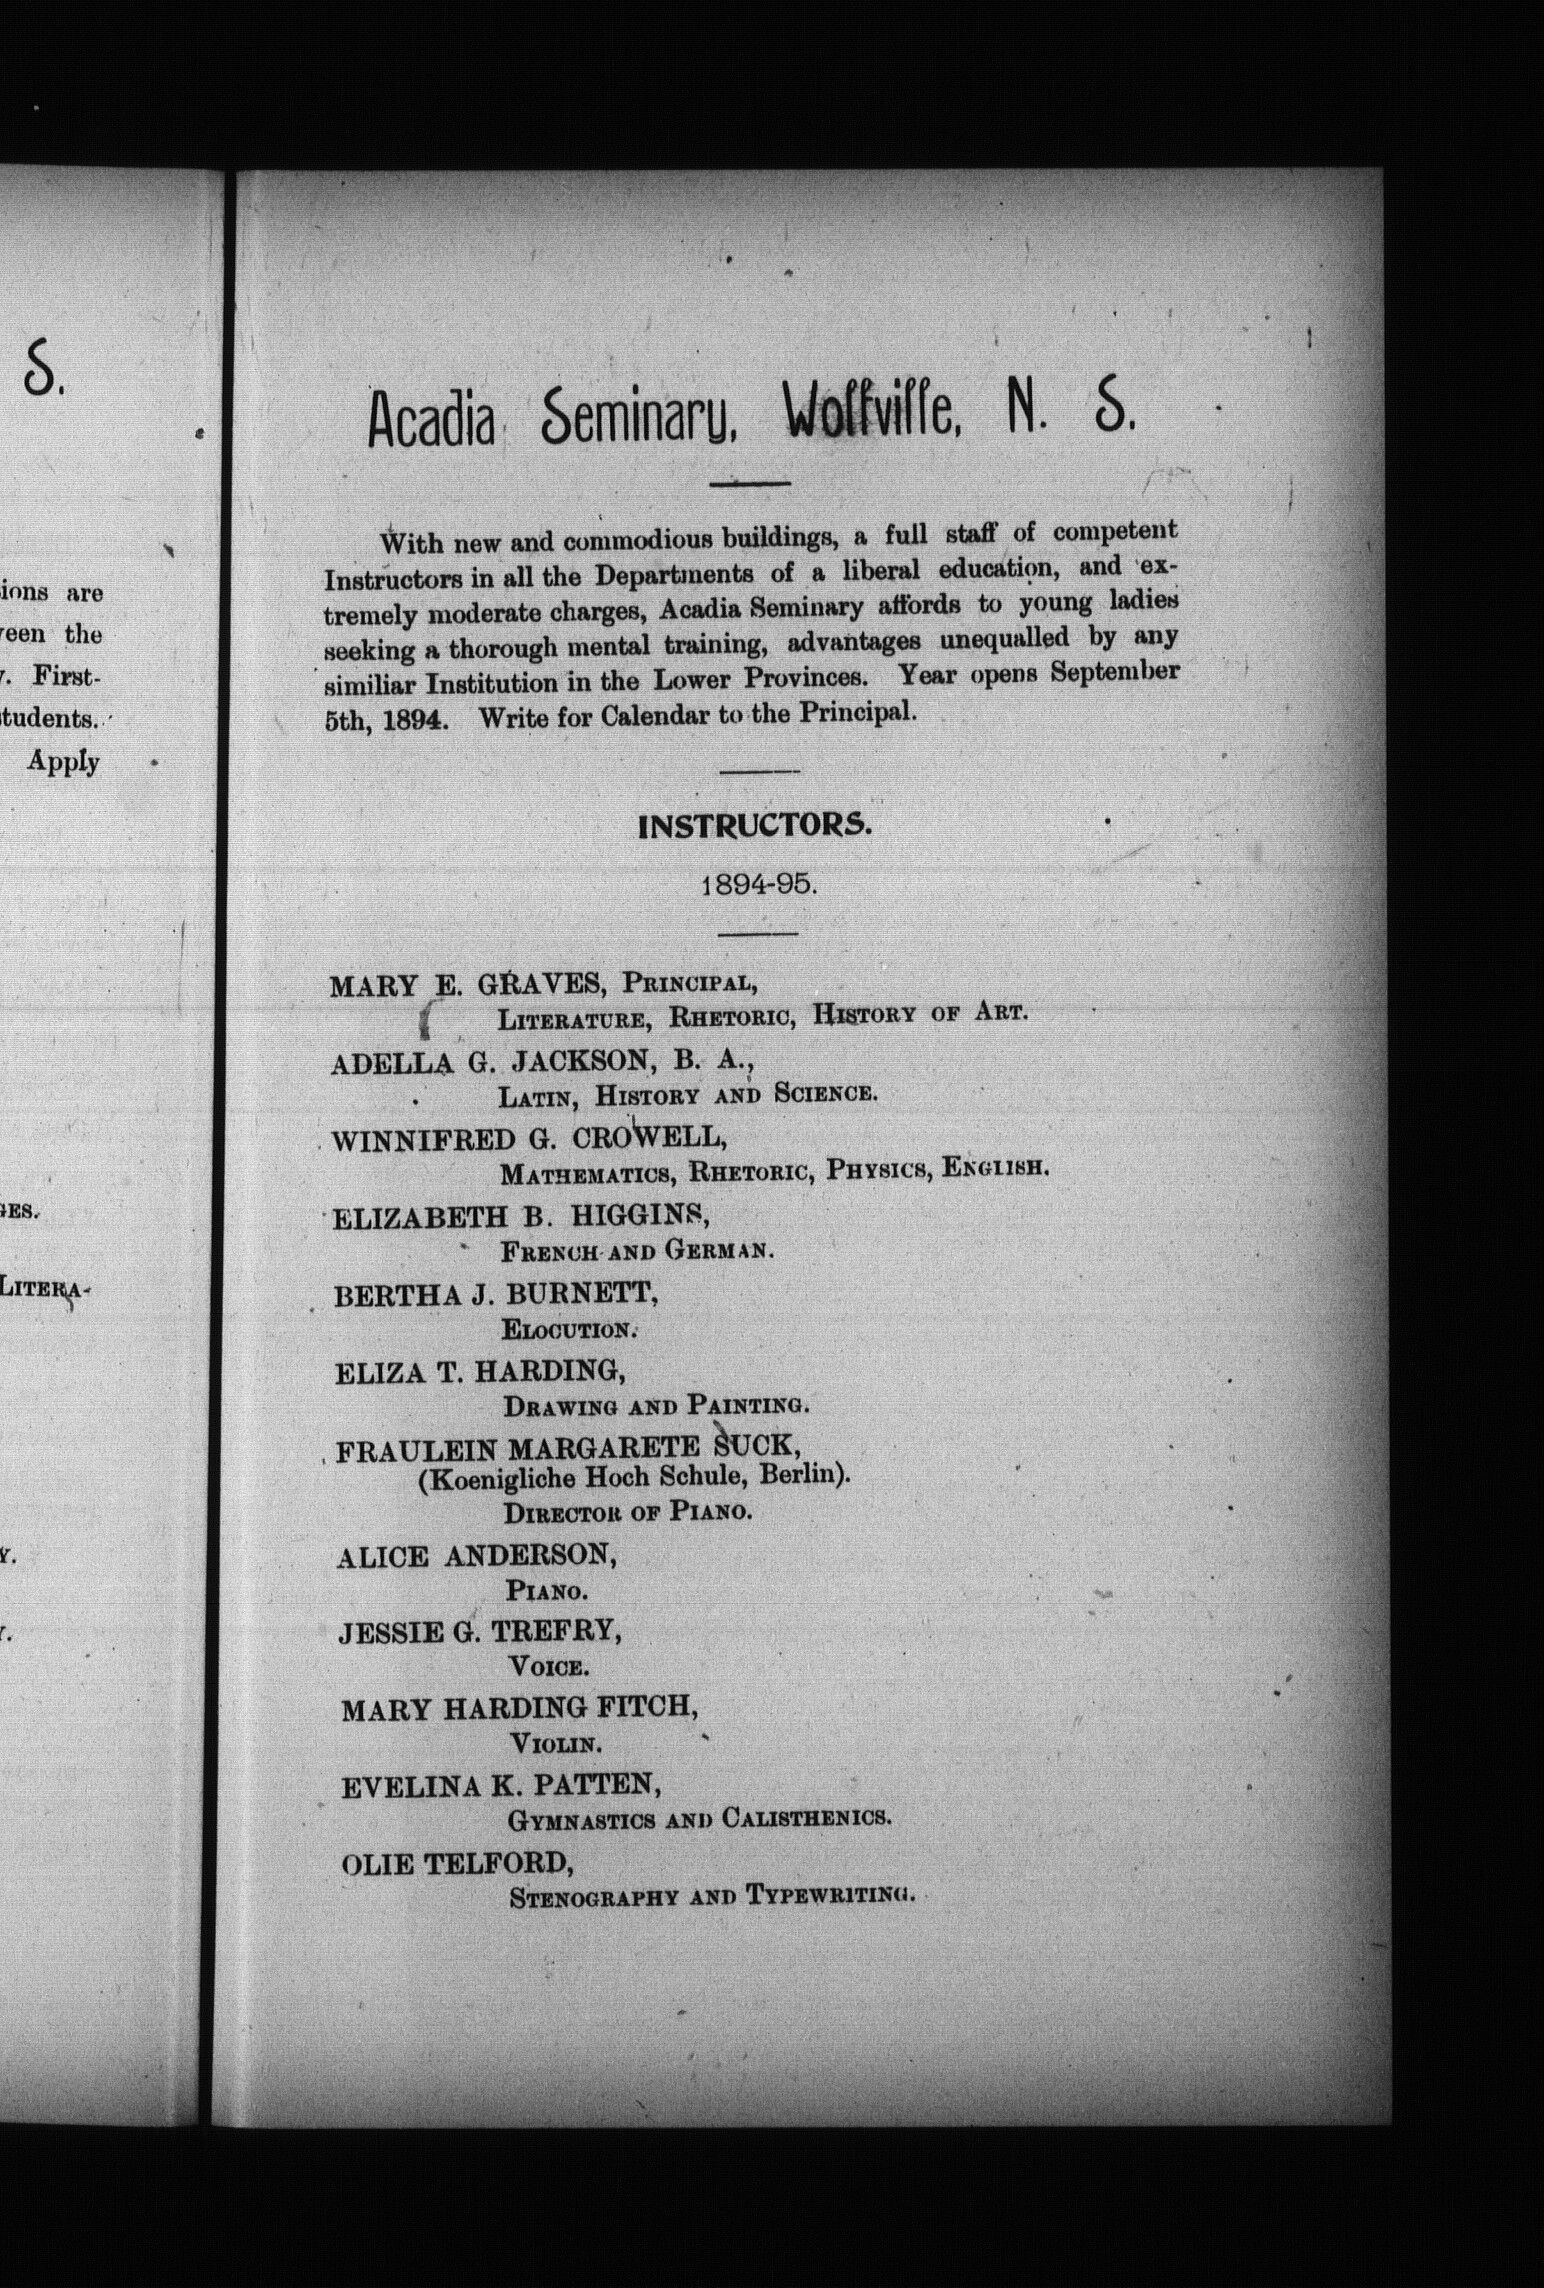 S.
are
the
First-
Apply
Acadia Seminary, Wolfville, N. S.
With new and commodious buildings, a full staff of competent
Instructors in all the Departments of a liberal education, and ex-
tremely moderate charges, Acadia Seminary affords to young ladies
seeking a thorough mental training, advantages unequalled by any
similiar Institution in the Lower Provinces. Year opens September
5th, 1894. Write for Calendar to the Principal.
INSTRUCTORS.
1894-95.
MARY E. GRAVES, PRINCIPAL,
LITERATURE, RHETORIC, HISTORY OF ART.
ADELLA G. JACKSON, B. A.,
LATIN, HISTORY AND SCIENCE.
WINNIFRED G. CROWELL,
MATHEMATICS, RHETORIC, PHYSICS, ENGLISH.
ELIZABETH B. HIGGINS,
FRENCH AND GERMAN.
BERTHA J. BURNETT,
ELOCUTION.
ELIZA T. HARDING,
DRAWING AND PAINTING.
FRAULEIN MARGARETE SUCK,
(Koenigliche Hoch Schule, Berlin).
DIRECTOR OF PIANO.
ALICE ANDERSON,
PIANO.
JESSIE G. TREFRY,
VOICE.
MARY HARDING FITCH,
VIOLIN.
EVELINA K. PATTEN,
GYMNASTICS AND CALISTHENICS.
OLIE TELFORD,
STENOGRAPHY AND TYPEWRITING.